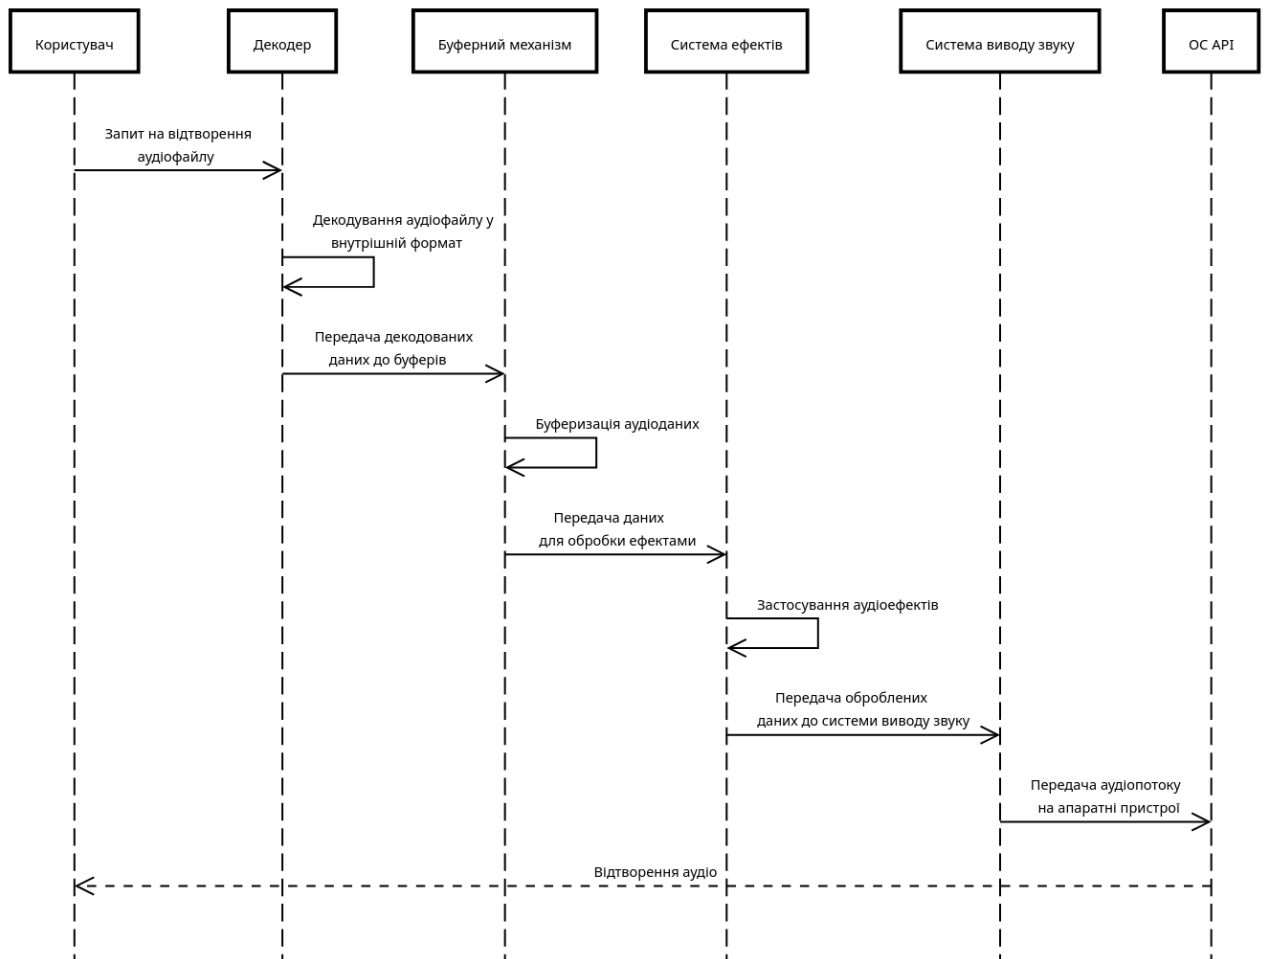 Користувач
Декодер
Буферний механізм
Система ефектів
Система виводу звуку
ОС АРІ
Запит на відтворення
аудіофайлу
Декодування аудіофайлу у
внутрішній формат
Передача декодованих
даних до буферів
Буферизація аудіоданих
Передача даних
для обробки ефектами
Застосування аудіоефектів
Передача оброблених
даних до системи виводу звуку
Передача аудіопотоку
на апаратні пристрої
Відтворення аудіо